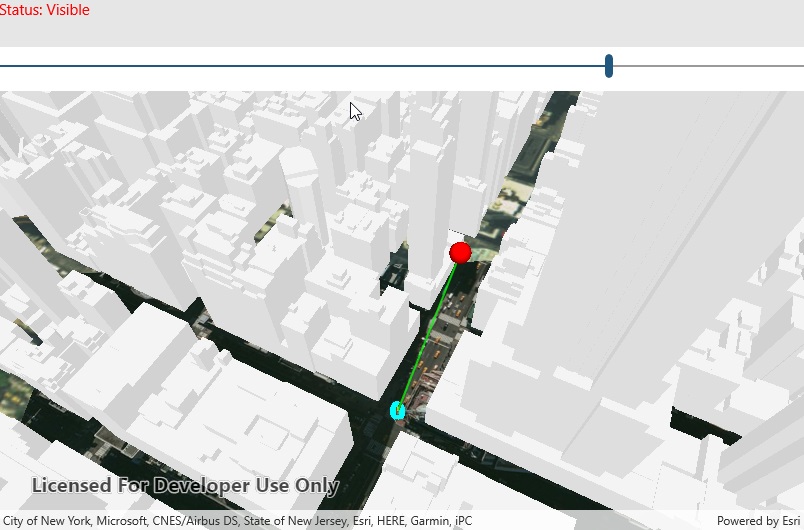 Status: Visible
Licensed For Developer Use Only
City of New York, Microsoft, CNES/Airbus DS, State of New Jersey, Esri, HERE, Garmin, iPC Powered by Esri